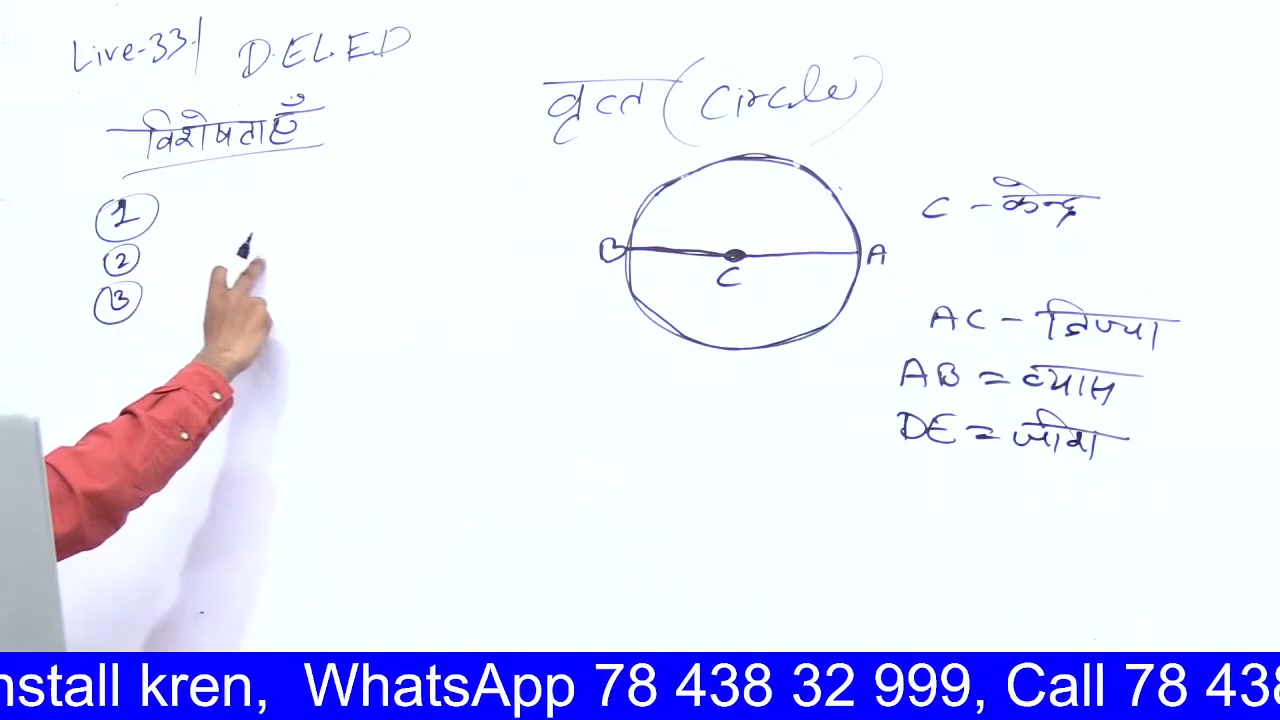 Live-33 | D.EL.E.D
विशेषताएँ
1
2
3
वृत्त (Circle)
B C A
C - केन्द्र
AC - त्रिज्या
AB = व्यास
DE = जीवा
nstall kren, WhatsApp 78 438 32 999, Call 78 438